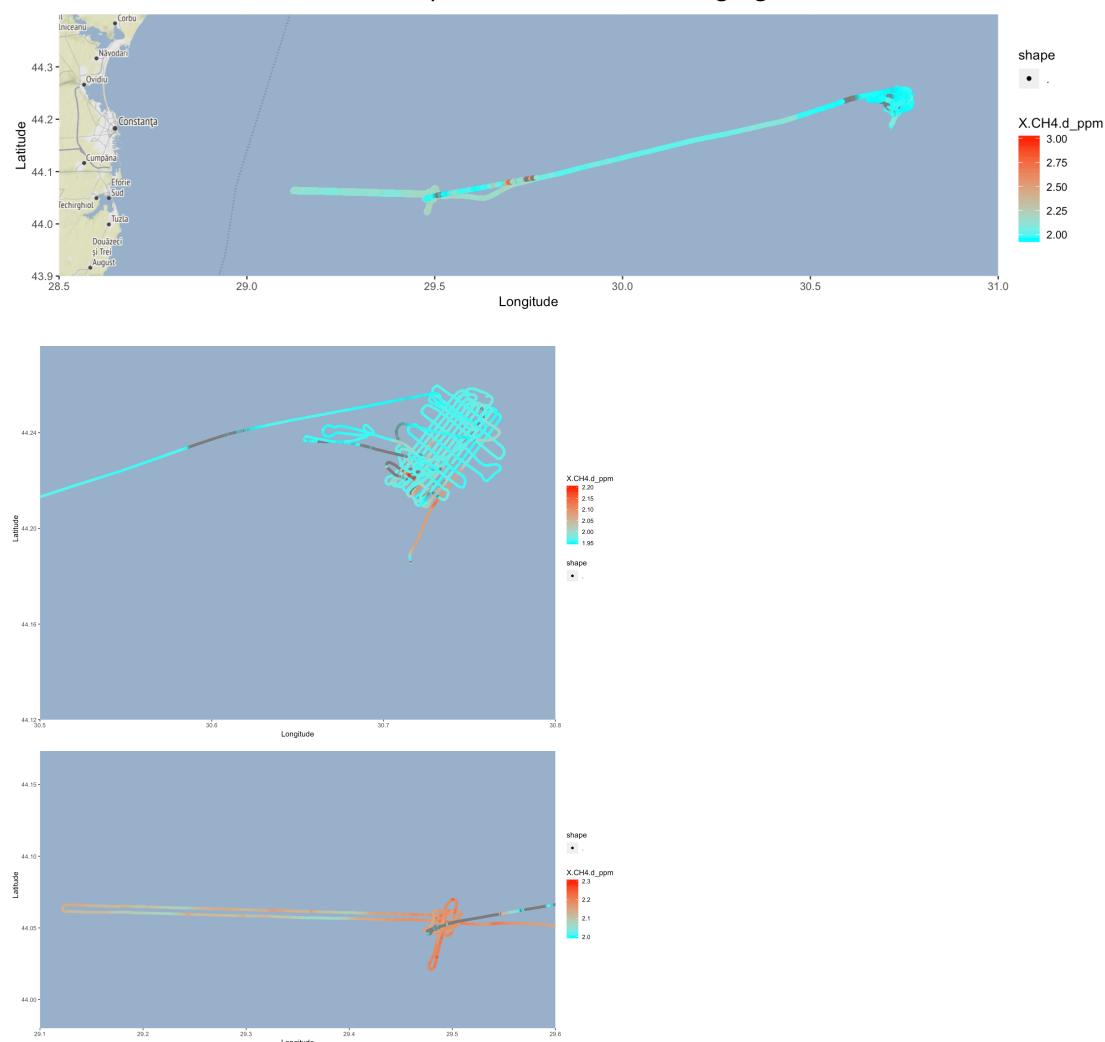 Corbu
Iniceanu
Năvodari
Ovidiu
Constanţa
Cumpăna
Eforie
Sud
Techirghiol
Tuzla
Douăzeci
şi Trei
August
44.3
44.2
44.1
44.0
43.9
Latitude
28.5 29.0 29.5 30.0 30.5 31.0
Longitude
shape
.
X.CH4.d_ppm
3.00
2.75
2.50
2.25
2.00
44.24
44.20
44.16
44.12
Latitude
30.5 30.6 30.7 30.8
Longitude
X.CH4.d_ppm
2.20
2.15
2.10
2.05
2.00
1.95
shape
.
44.15
44.10
44.05
44.00
Latitude
29.1 29.2 29.3 29.4 29.5 29.6
Longitude
shape
.
X.CH4.d_ppm
2.3
2.2
2.1
2.0